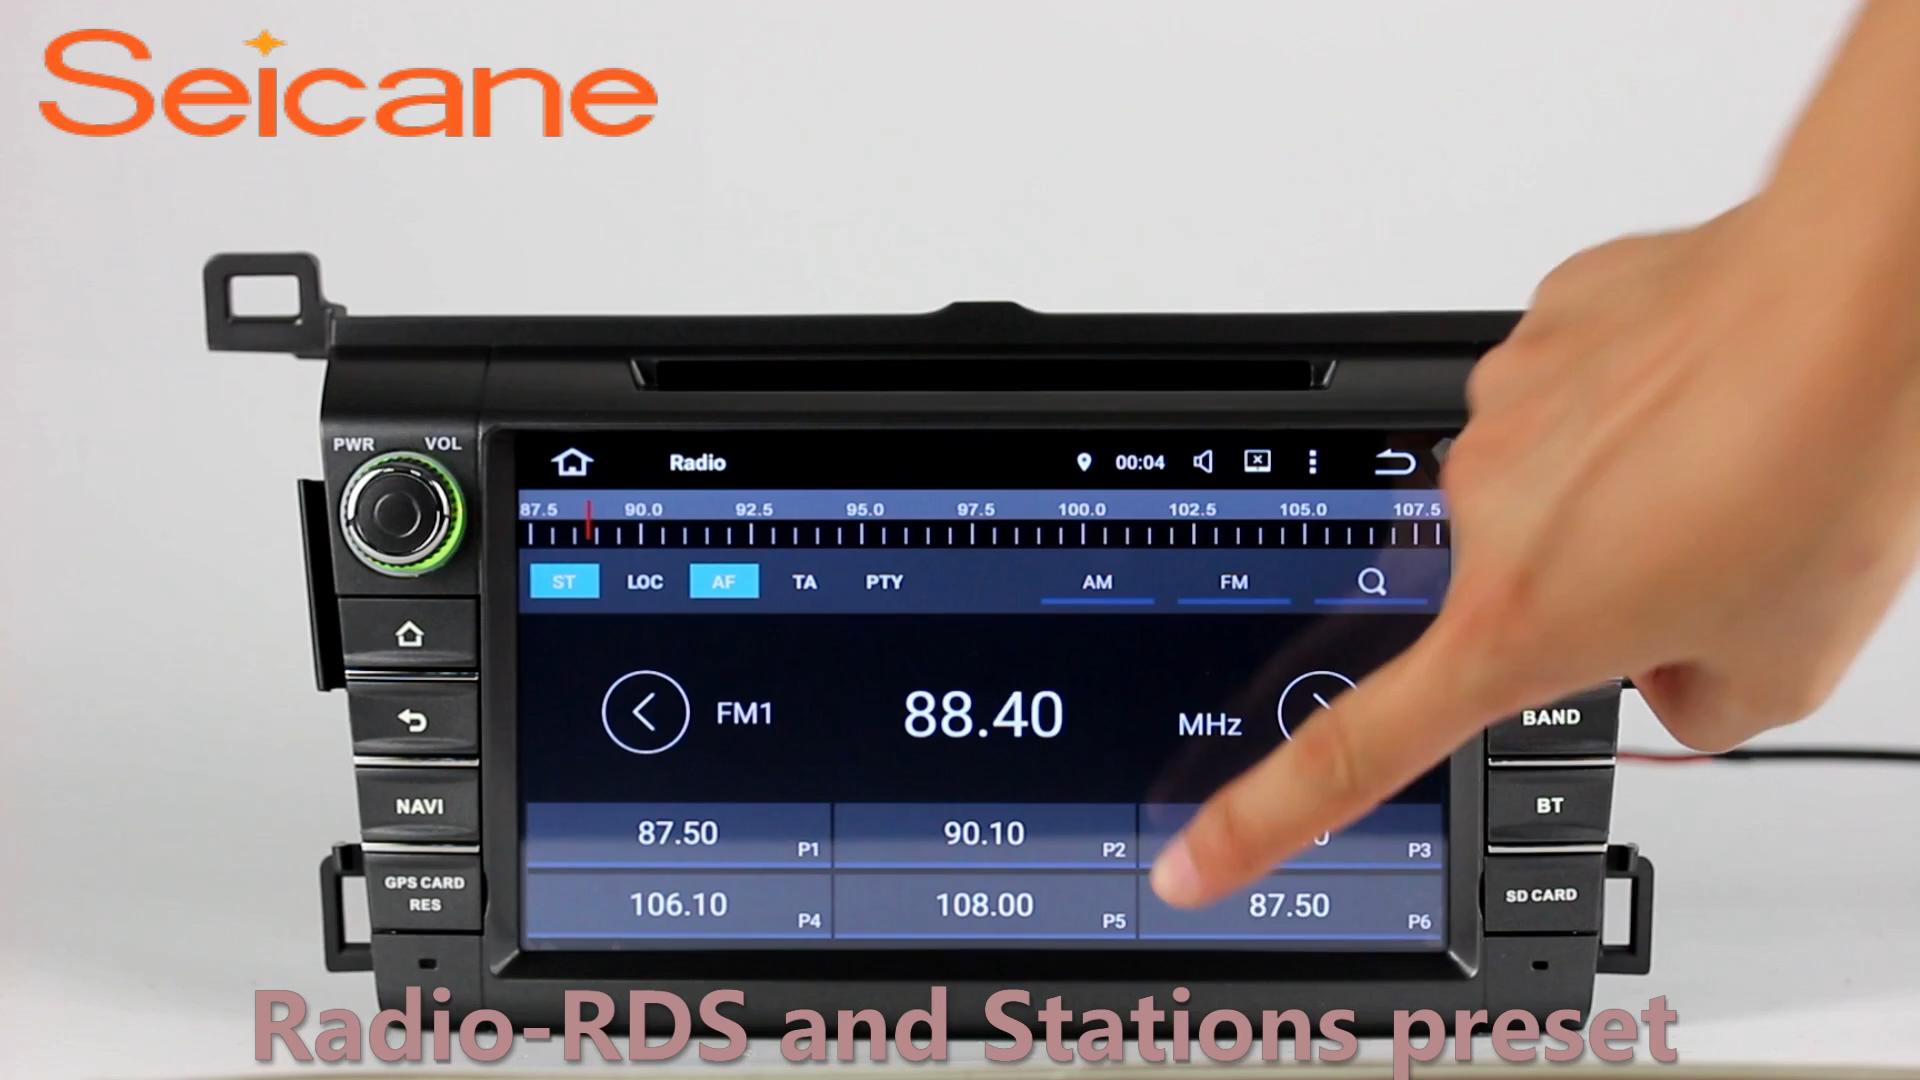 Seicane
PWR VOL
Radio 00:04
87.5 90.0 92.5 95.0 97.5 100.0 102.5 105.0 107.5
ST LOC AF TA PTY AM FM
FM1 88.40 MHz
BAND
NAVI
BT
87.50 P1 90.10 P2 P3
GPS CARD
RES
SD CARD
106.10 P4 108.00 P5 87.50 P6
Radio-RDS and Stations preset